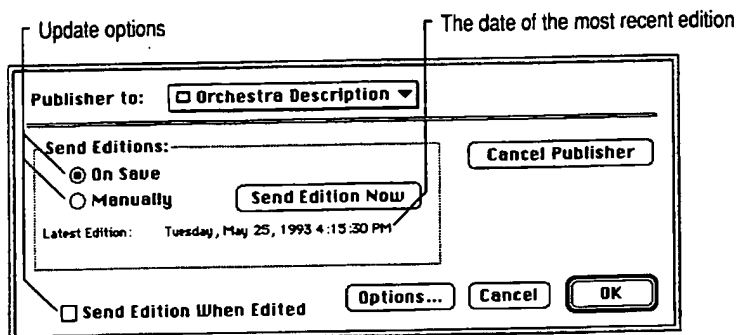 Update options
The date of the most recent edition
Publisher to: Orchestra Description
Send Editions:
On Save
Manually
Send Edition Now
Cancel Publisher
Latest Edition: Tuesday, May 25, 1993 4:15:30 PM
Send Edition When Edited
Options...
Cancel
OK